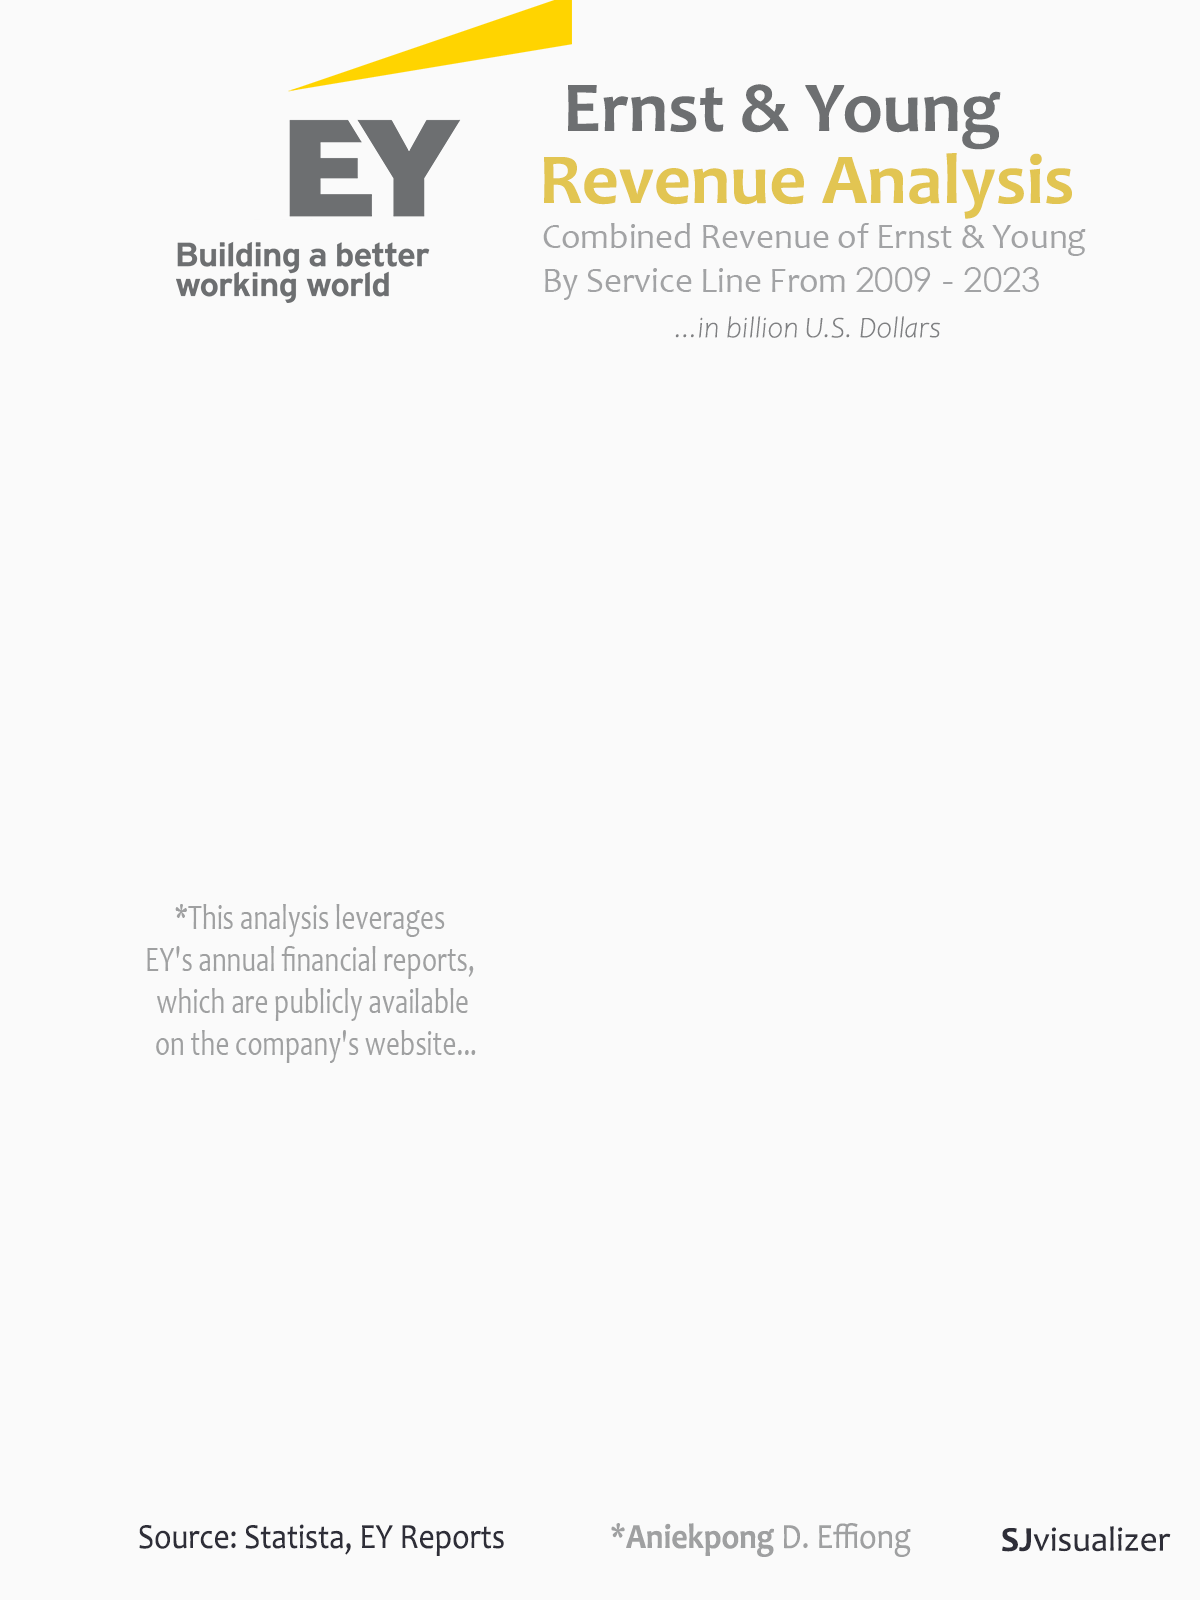 EY
Building a better
working world
Ernst & Young
Revenue Analysis
Combined Revenue of Ernst & Young
By Service Line From 2009 - 2023
...in billion U.S. Dollars
*This analysis leverages
EY's annual financial reports,
which are publicly available
on the company's website...
Source: Statista, EY Reports
*Aniekpong D. Effiong
SJvisualizer